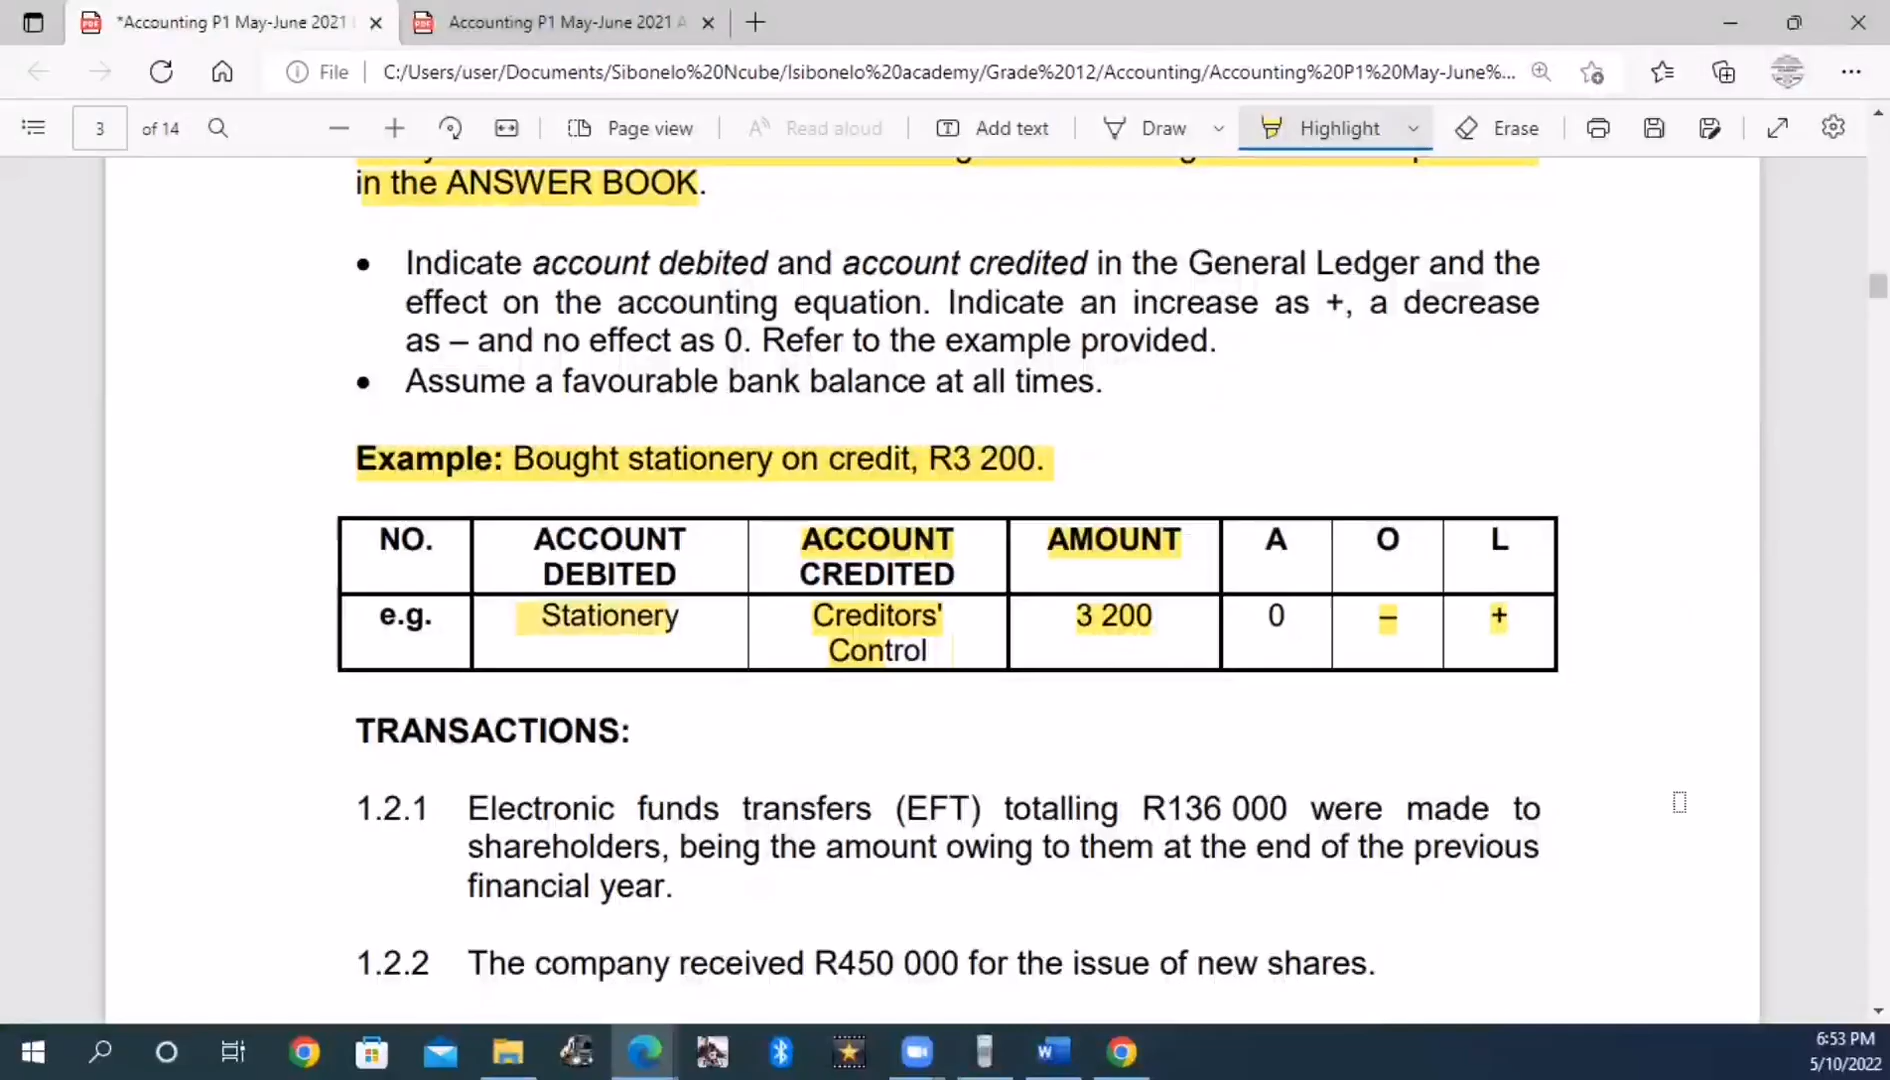 *Accounting P1 May-June 2021
Accounting P1 May-June 2021 A
File
C:/Users/user/Documents/Sibonelo%20Ncube/Isibonelo%20academy/Grade%2012/Accounting/Accounting%20P1%20May-June%...
3 of 14
Page view
Read aloud
Add text
Draw
Highlight
Erase
in the ANSWER BOOK.
• Indicate account debited and account credited in the General Ledger and the
effect on the accounting equation. Indicate an increase as +, a decrease
as – and no effect as 0. Refer to the example provided.
• Assume a favourable bank balance at all times.
Example: Bought stationery on credit, R3 200.
NO. ACCOUNT DEBITED ACCOUNT CREDITED AMOUNT A O L
e.g. Stationery Creditors' Control 3 200 0 – +
TRANSACTIONS:
1.2.1 Electronic funds transfers (EFT) totalling R136 000 were made to
shareholders, being the amount owing to them at the end of the previous
financial year.
1.2.2 The company received R450 000 for the issue of new shares.
6:53 PM
5/10/2022